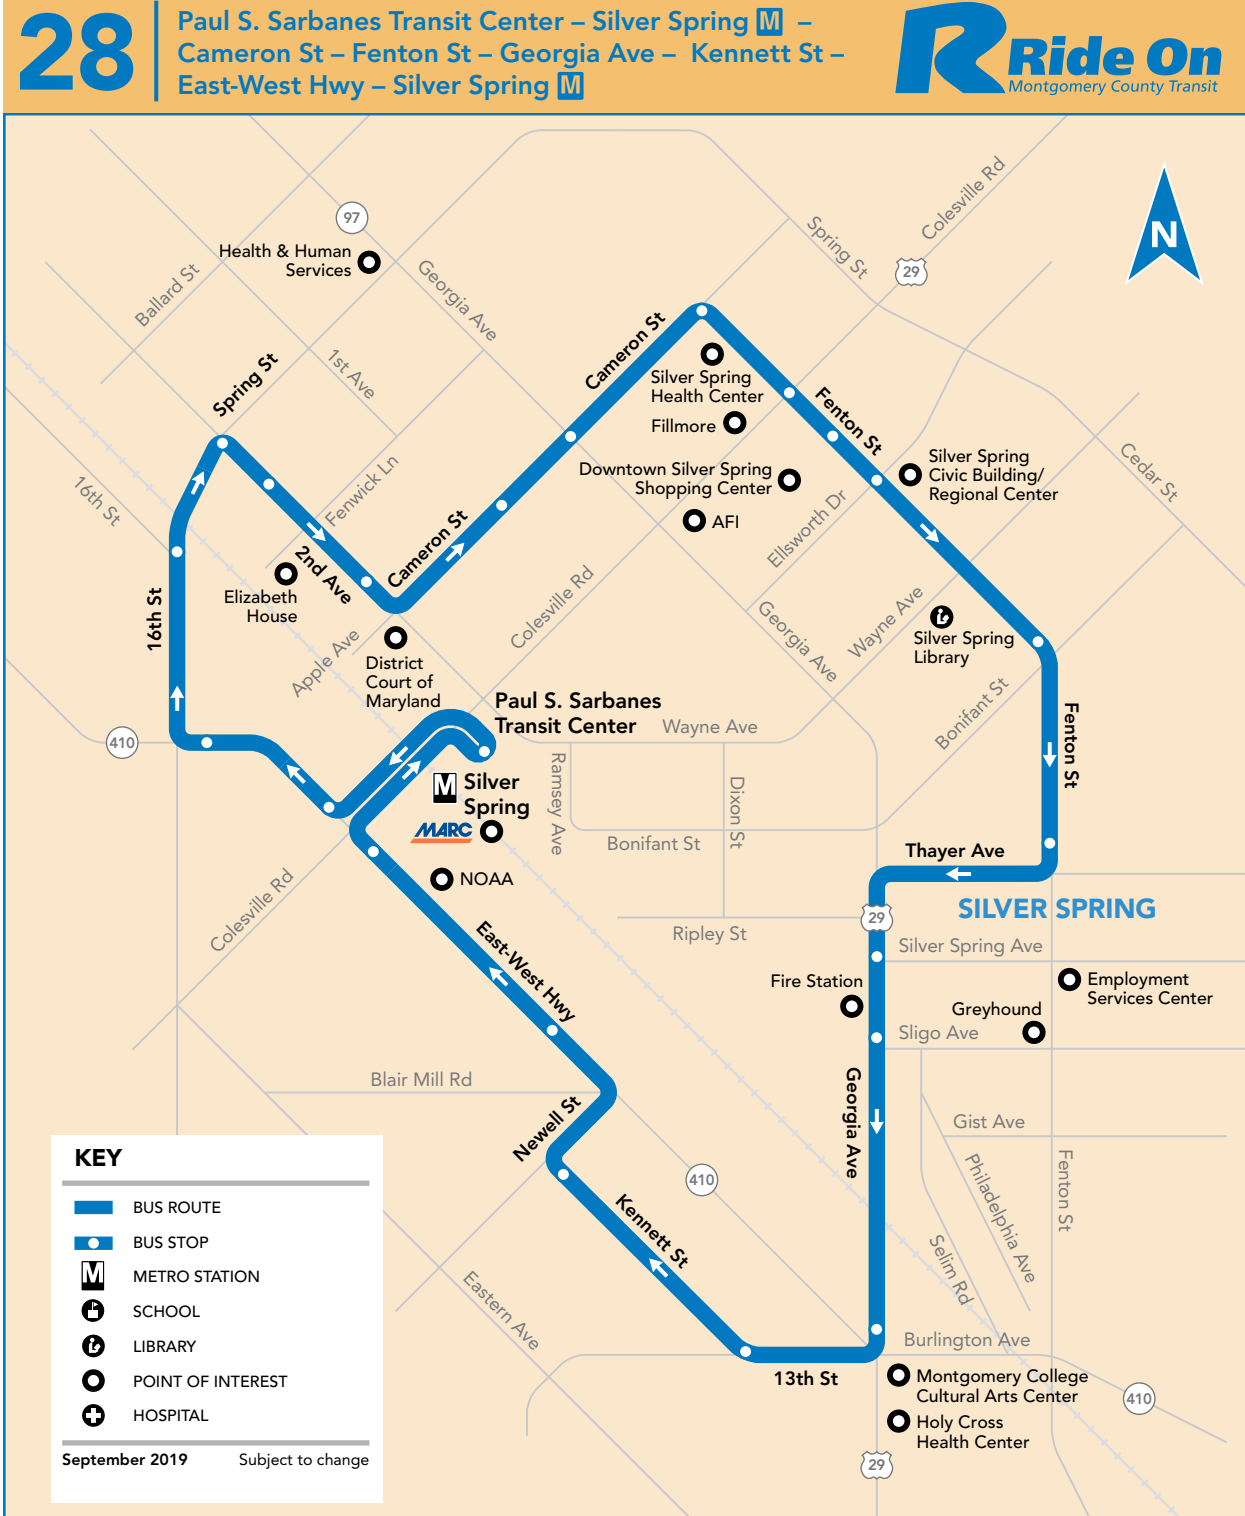 28
Paul S. Sarbanes Transit Center – Silver Spring M –
Cameron St – Fenton St – Georgia Ave – Kennett St –
East-West Hwy – Silver Spring M
R Ride On
Montgomery County Transit
Colesville Rd
N
97
Spring St
29
Health & Human
Services
Ballard St
Georgia Ave
Cameron St
1st Ave
Spring St
Silver Spring
Health Center
Fenton St
Fillmore
Silver Spring
Civic Building/
Regional Center
Cedar St
Downtown Silver Spring
Shopping Center
16th St
Fenwick Ln
AFI
Ellsworth Dr
Cameron St
2nd Ave
Elizabeth
House
16th St
Colesville Rd
Georgia Ave
Wayne Ave
Silver Spring
Library
Apple Ave
District
Court of
Maryland
Paul S. Sarbanes
Transit Center
Wayne Ave
Bonifant St
Fenton St
410
M
Silver
Spring
MARC
Ramsey Ave
Dixon St
Bonifant St
Thayer Ave
NOAA
Colesville Rd
29
SILVER SPRING
Ripley St
Silver Spring Ave
East-West Hwy
Fire Station
Employment
Services Center
Greyhound
Sligo Ave
Blair Mill Rd
Georgia Ave
Newell St
Gist Ave
410
Philadelphia Ave
Fenton St
Kennett St
Selim Rd
Eastern Ave
Burlington Ave
13th St
Montgomery College
Cultural Arts Center
410
Holy Cross
Health Center
29
KEY
BUS ROUTE
BUS STOP
M METRO STATION
SCHOOL
LIBRARY
POINT OF INTEREST
HOSPITAL
September 2019 Subject to change